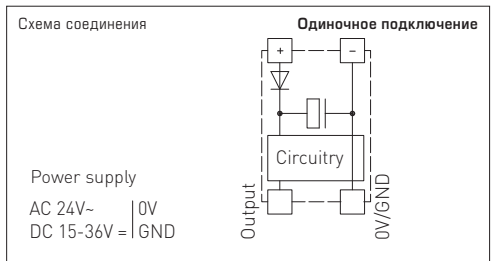 Схема соединения
Одиночное подключение
+ −
Circuitry
Power supply
AC 24V~ | 0V
DC 15-36V = | GND
Output
0V/GND